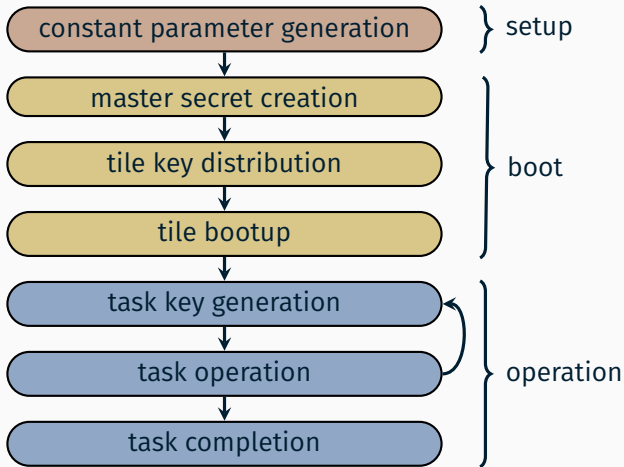 constant parameter generation
setup
master secret creation
tile key distribution
boot
tile bootup
task key generation
task operation
operation
task completion